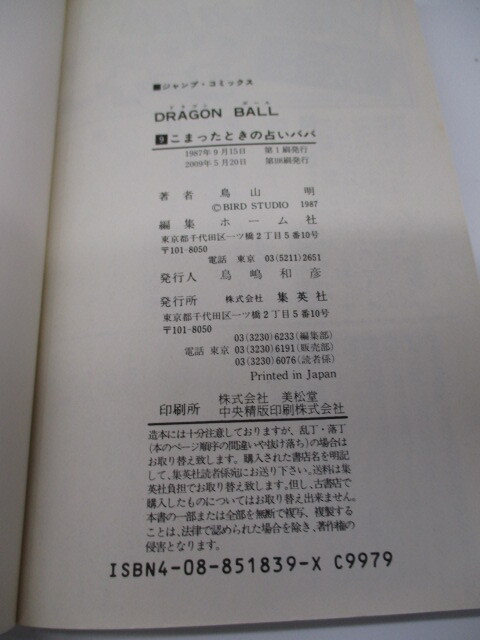 ■ジャンプ・コミックス
ドラゴン ボール
DRAGON BALL
9 こまったときの占いババ
1987年9月15日 第1刷発行
2009年5月20日 第 刷発行
著者 鳥山 明
©BIRD STUDIO 1987
編集 ホーム社
東京都千代田区一ツ橋2丁目5番10号
〒101-8050
電話 東京 03(5211)2651
発行人 鳥嶋和彦
発行所 株式会社 集英社
東京都千代田区一ツ橋2丁目5番10号
〒101-8050
03(3230)6233(編集部)
電話 東京 03(3230)6191(販売部)
03(3230)6076(読者係)
Printed in Japan
印刷所 株式会社 美松堂
中央精版印刷株式会社
造本には十分注意しておりますが、乱丁・落丁
(本のページ順序の間違いや抜け落ち)の場合は
お取り替え致します。購入された書店名を明記
して、集英社読者係宛にお送り下さい。送料は集
英社負担でお取り替え致します。但し、古書店で
購入したものについてはお取り替え出来ません。
本書の一部または全部を無断で複写、複製する
ことは、法律で認められた場合を除き、著作権の
侵害となります。
ISBN4-08-851839-X C9979